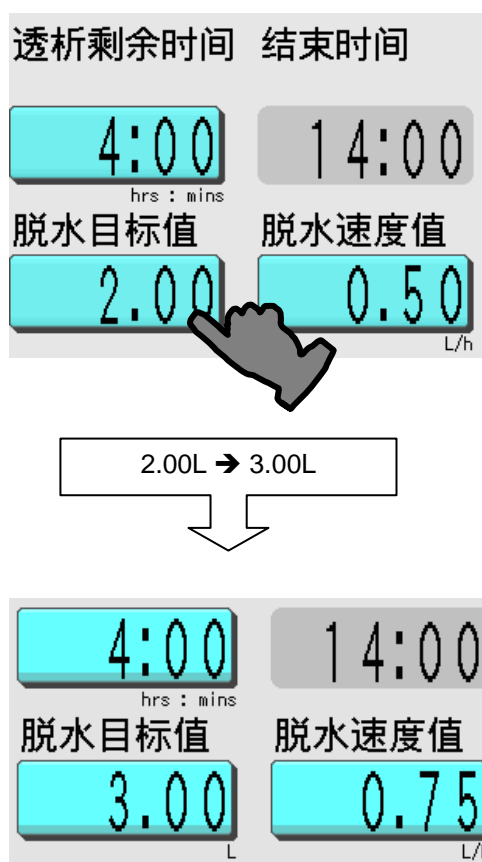 透析剩余时间 结束时间
4:00 14:00
hrs : mins
脱水目标值 脱水速度值
2.00 0.50
L/h
2.00L ➔ 3.00L
4:00 14:00
hrs : mins
脱水目标值 脱水速度值
3.00 0.75
L L/